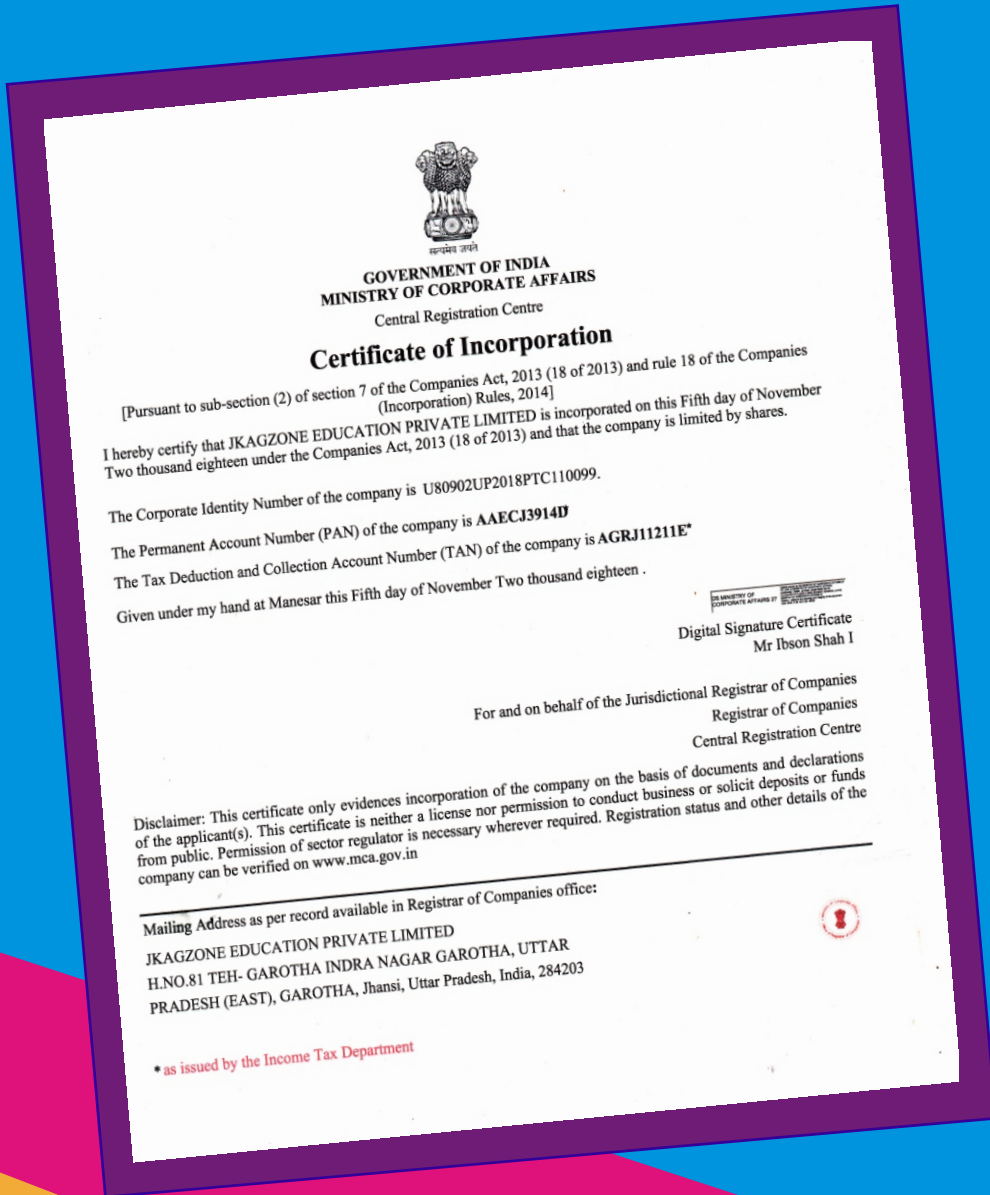 सत्यमेव जयते
GOVERNMENT OF INDIA
MINISTRY OF CORPORATE AFFAIRS
Central Registration Centre
Certificate of Incorporation
[Pursuant to sub-section (2) of section 7 of the Companies Act, 2013 (18 of 2013) and rule 18 of the Companies
(Incorporation) Rules, 2014]
I hereby certify that JKAGZONE EDUCATION PRIVATE LIMITED is incorporated on this Fifth day of November
Two thousand eighteen under the Companies Act, 2013 (18 of 2013) and that the company is limited by shares.
The Corporate Identity Number of the company is U80902UP2018PTC110099.
The Permanent Account Number (PAN) of the company is AAECJ3914D
The Tax Deduction and Collection Account Number (TAN) of the company is AGRJ11211E*
Given under my hand at Manesar this Fifth day of November Two thousand eighteen .
DS MINISTRY OF
CORPORATE AFFAIRS 27
Digital Signature Certificate
Mr Ibson Shah I
For and on behalf of the Jurisdictional Registrar of Companies
Registrar of Companies
Central Registration Centre
Disclaimer: This certificate only evidences incorporation of the company on the basis of documents and declarations
of the applicant(s). This certificate is neither a license nor permission to conduct business or solicit deposits or funds
from public. Permission of sector regulator is necessary wherever required. Registration status and other details of the
company can be verified on www.mca.gov.in
Mailing Address as per record available in Registrar of Companies office:
JKAGZONE EDUCATION PRIVATE LIMITED
H.NO.81 TEH- GAROTHA INDRA NAGAR GAROTHA, UTTAR
PRADESH (EAST), GAROTHA, Jhansi, Uttar Pradesh, India, 284203
* as issued by the Income Tax Department